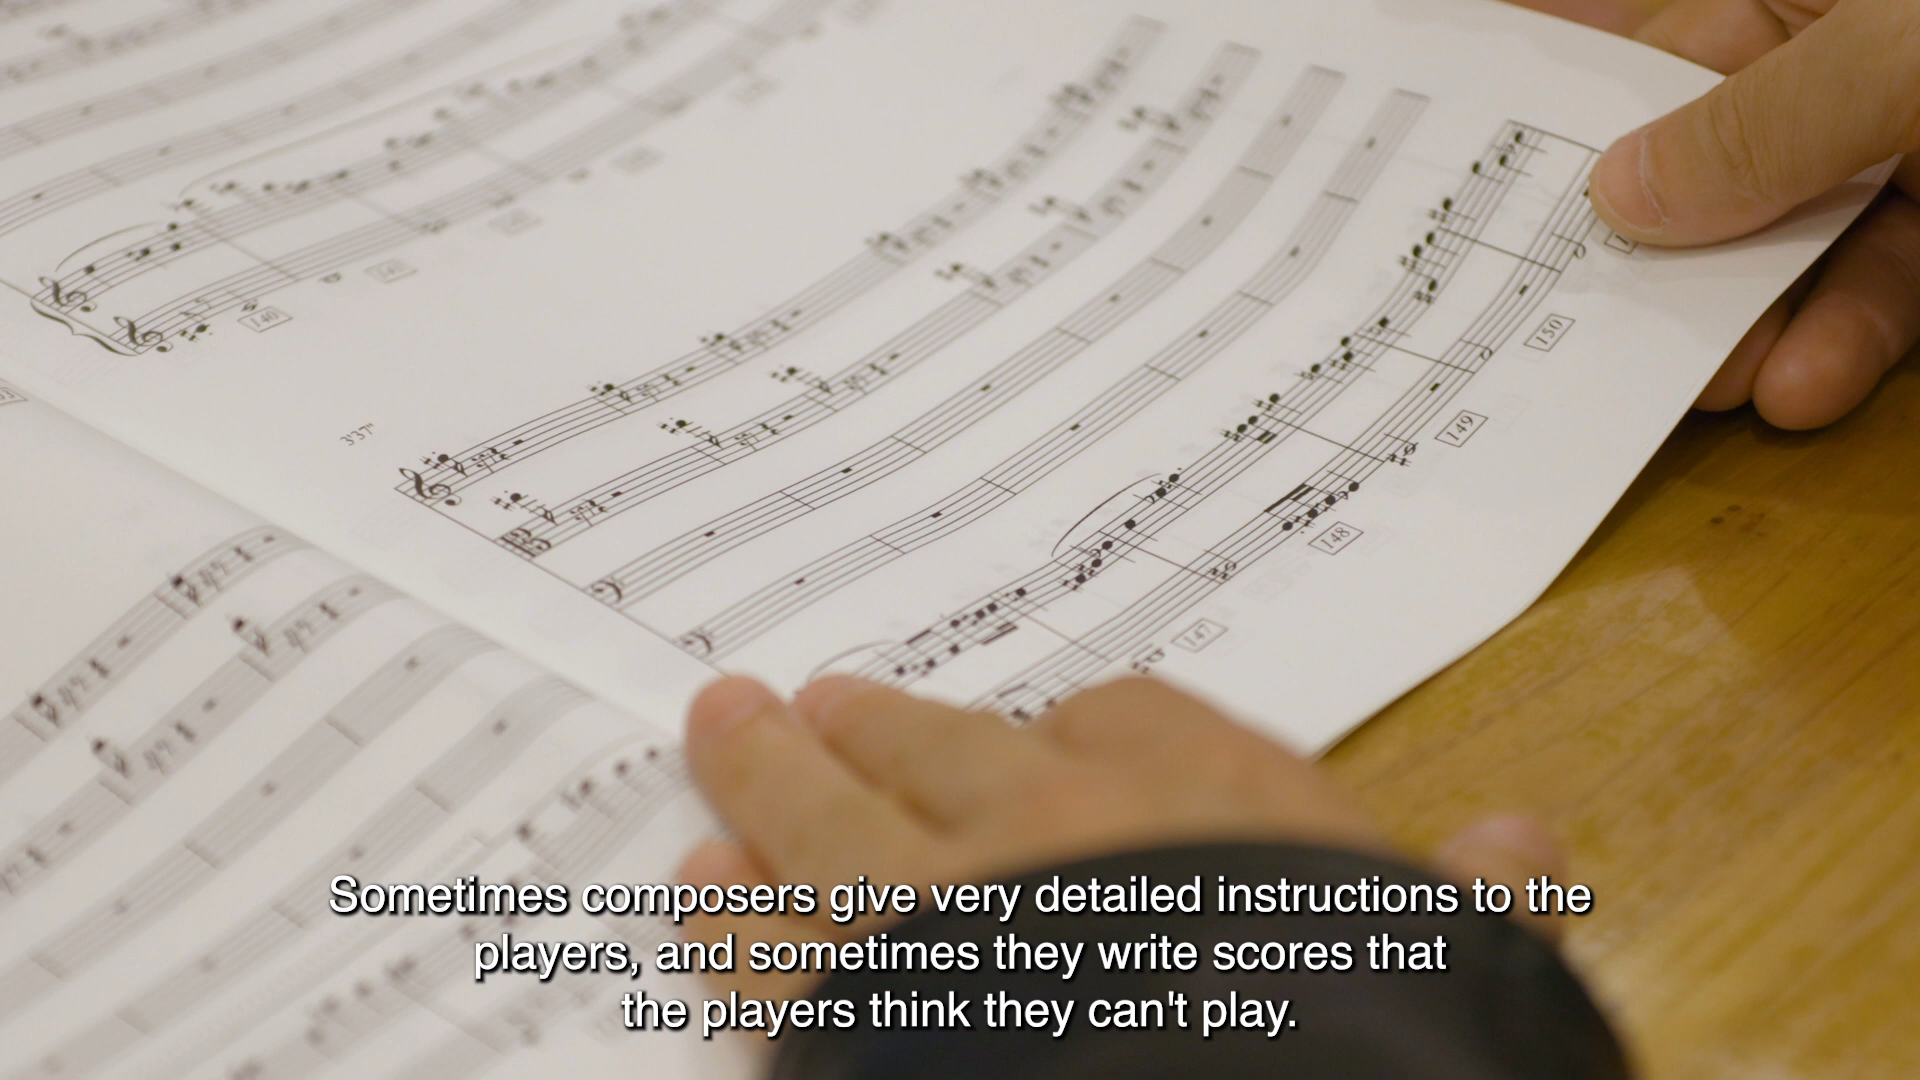 140
3'37"
150
149
148
147
Sometimes composers give very detailed instructions to the
players, and sometimes they write scores that
the players think they can't play.